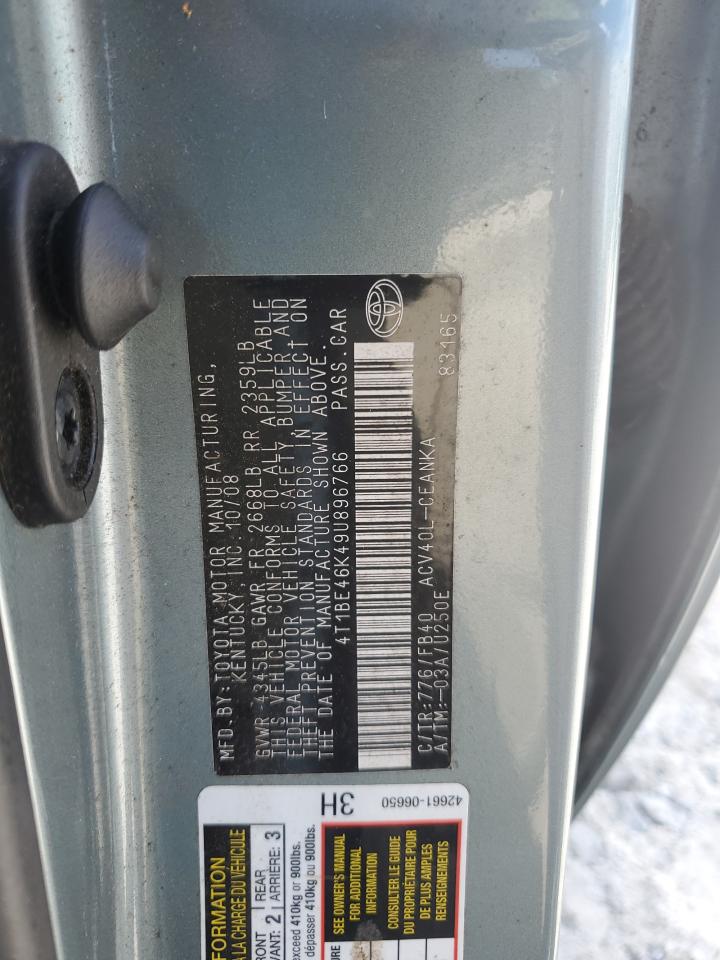 MFD. BY: TOYOTA MOTOR MANUFACTURING,
KENTUCKY, INC. 10/08
GVWR 4345LB GAWR FR 2668LB RR 2359LB
THIS VEHICLE CONFORMS TO ALL APPLICABLE
FEDERAL MOTOR VEHICLE SAFETY, BUMPER AND
THEFT PREVENTION STANDARDS IN EFFECT ON
THE DATE OF MANUFACTURE SHOWN ABOVE.
4T1BE46K49U896766 PASS.CAR
C/TR:776/FB40 ACV40L-CEANKA
A/TM:-03A/U250E 83165
3H
42661-06650
FORMATION
A LA CHARGE DU VÉHICULE
RONT 2 REAR 3
VANT: ARRIÈRE:
exceed 410kg or 900lbs.
dépasser 410kg ou 900lbs.
URE
SEE OWNER'S MANUAL
FOR ADDITIONAL
INFORMATION
CONSULTER LE GUIDE
DU PROPRIÉTAIRE POUR
DE PLUS AMPLES
RENSEIGNEMENTS